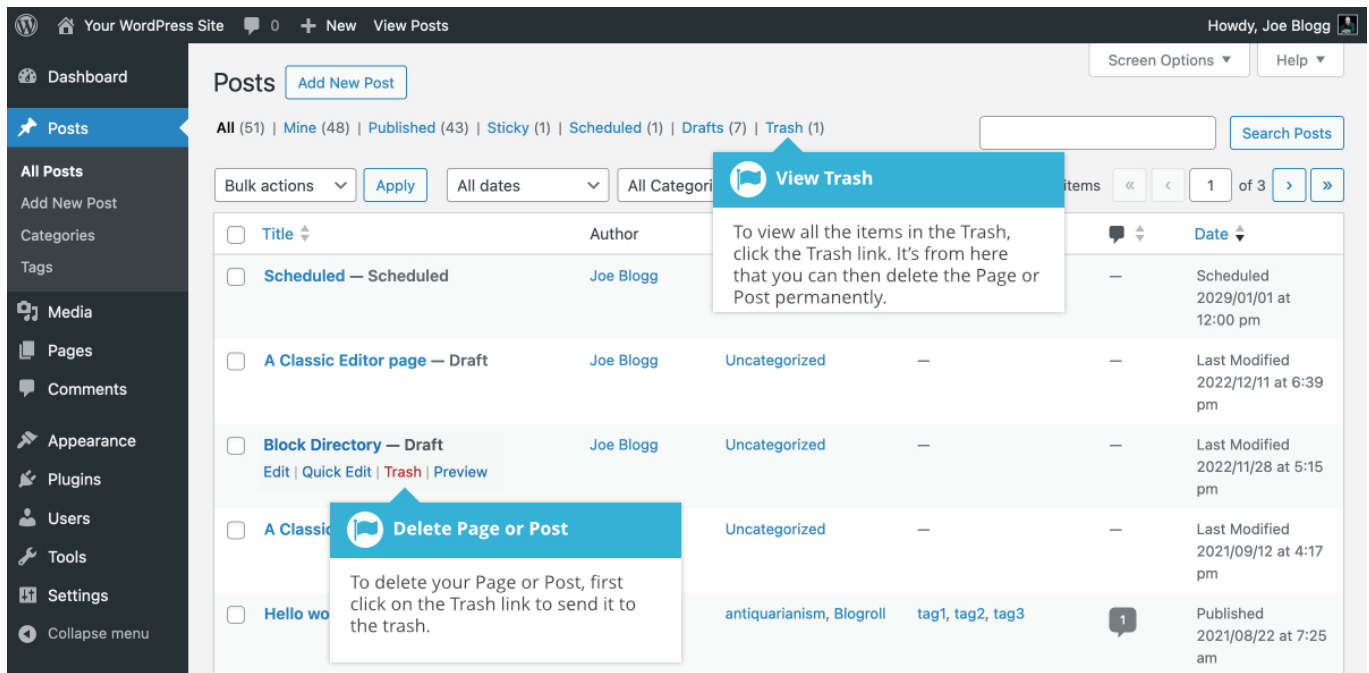 Your WordPress Site 0 New View Posts Howdy, Joe Blogg
Dashboard
Posts
All Posts
Add New Post
Categories
Tags
Media
Pages
Comments
Appearance
Plugins
Users
Tools
Settings
Collapse menu
Screen Options ▼ Help ▼
Posts Add New Post
All (51) | Mine (48) | Published (43) | Sticky (1) | Scheduled (1) | Drafts (7) | Trash (1)
Search Posts
Bulk actions Apply All dates All Categori items « ‹ 1 of 3 › »
View Trash
To view all the items in the Trash,
click the Trash link. It’s from here
that you can then delete the Page or
Post permanently.
Title Author Date
Scheduled — Scheduled Joe Blogg — Scheduled
2029/01/01 at
12:00 pm
A Classic Editor page — Draft Joe Blogg Uncategorized — — Last Modified
2022/12/11 at 6:39
pm
Block Directory — Draft Joe Blogg Uncategorized — — Last Modified
Edit | Quick Edit | Trash | Preview 2022/11/28 at 5:15
pm
A Classic Uncategorized — — Last Modified
2021/09/12 at 4:17
pm
Delete Page or Post
To delete your Page or Post, first
click on the Trash link to send it to
the trash.
Hello wo antiquarianism, Blogroll tag1, tag2, tag3 1 Published
2021/08/22 at 7:25
am